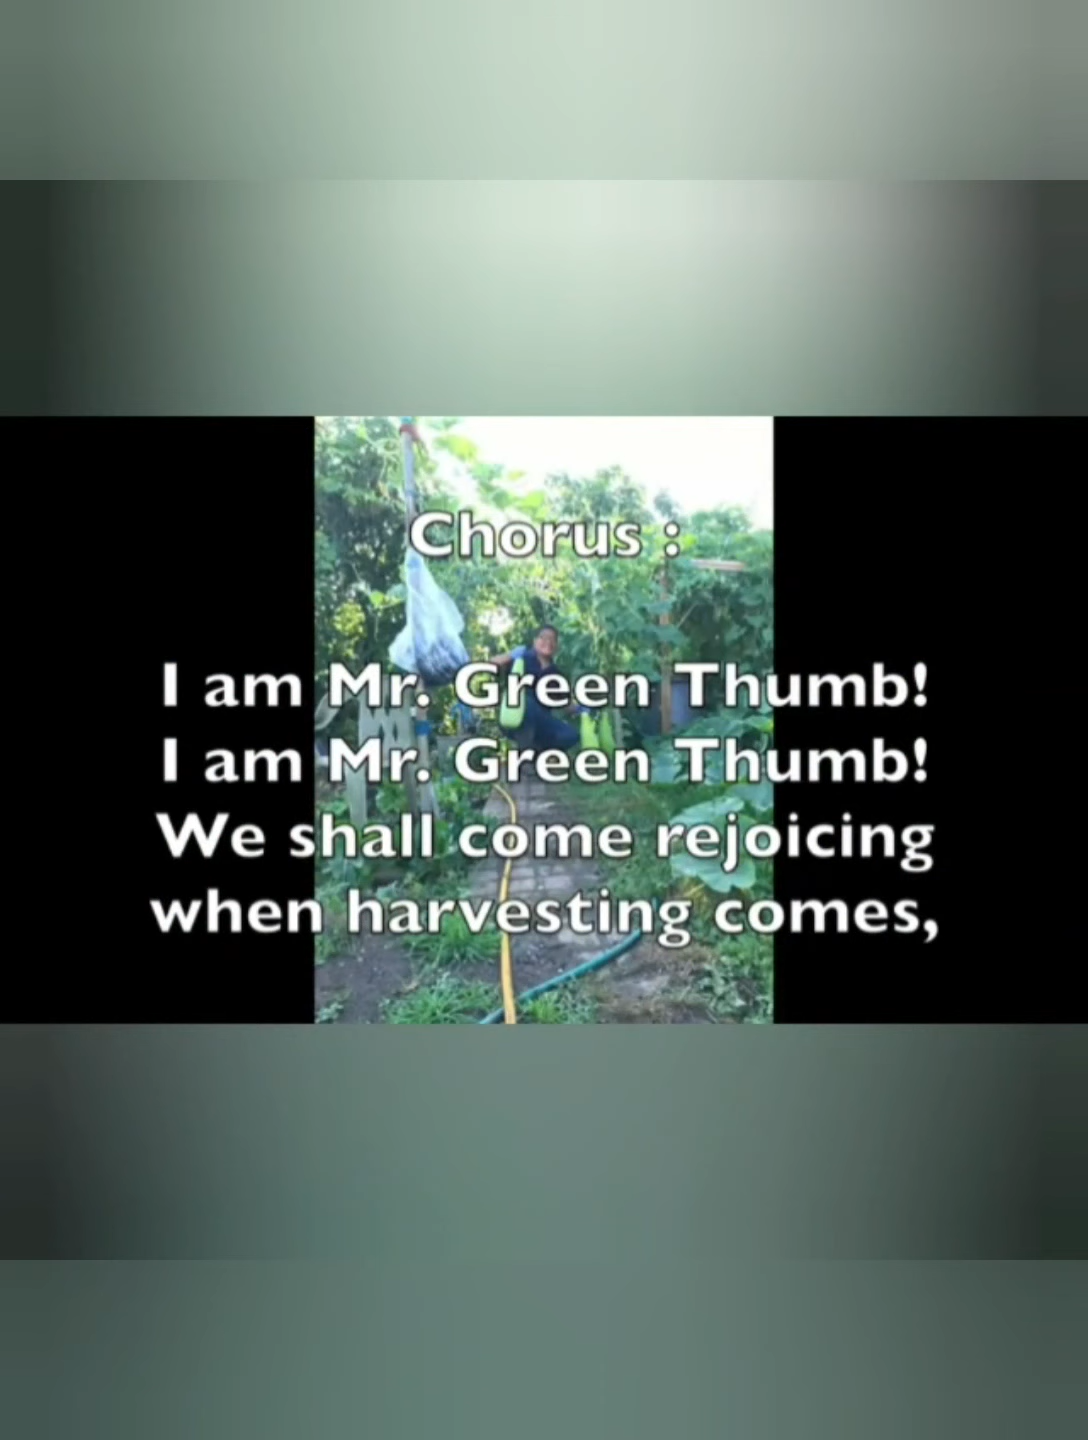 Chorus :
I am Mr. Green Thumb!
I am Mr. Green Thumb!
We shall come rejoicing
when harvesting comes,